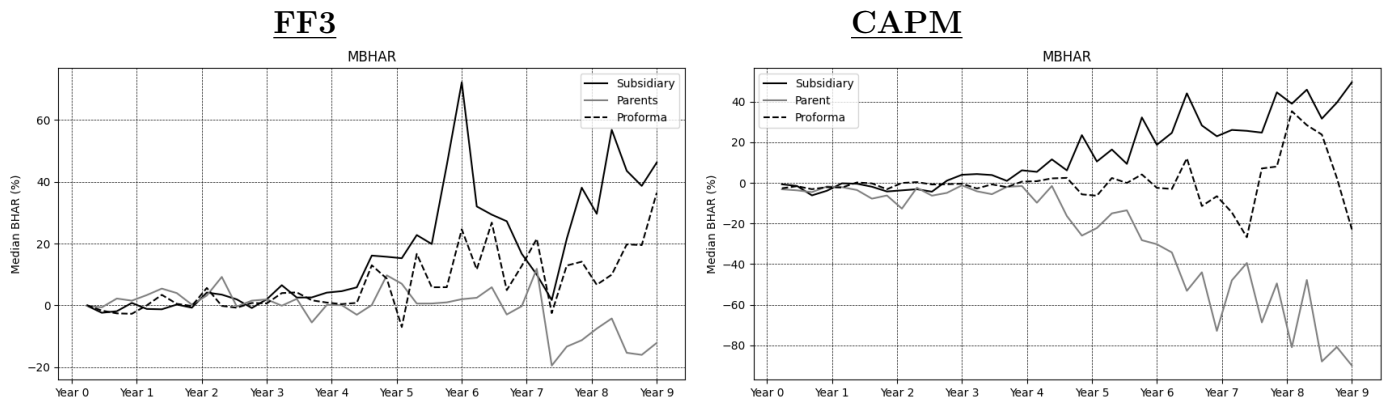 FF3
MBHAR
Median BHAR (%)
60
40
20
0
−20
Year 0 Year 1 Year 2 Year 3 Year 4 Year 5 Year 6 Year 7 Year 8 Year 9
Subsidiary
Parents
Proforma
CAPM
MBHAR
Median BHAR (%)
40
20
0
−20
−40
−60
−80
Year 0 Year 1 Year 2 Year 3 Year 4 Year 5 Year 6 Year 7 Year 8 Year 9
Subsidiary
Parent
Proforma